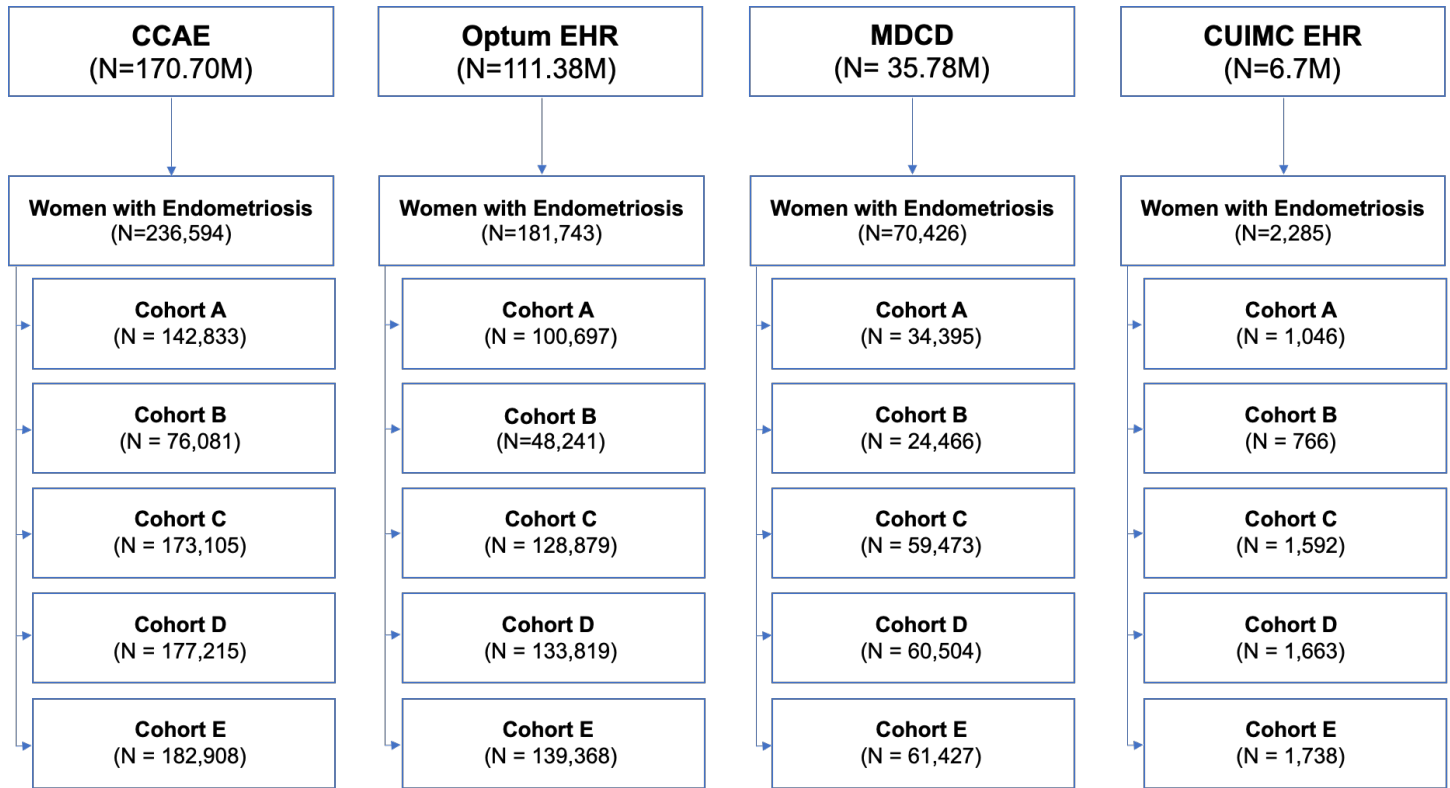 CCAE
(N=170.70M)
Women with Endometriosis
(N=236,594)
Cohort A
(N = 142,833)
Cohort B
(N = 76,081)
Cohort C
(N = 173,105)
Cohort D
(N = 177,215)
Cohort E
(N = 182,908)
Optum EHR
(N=111.38M)
Women with Endometriosis
(N=181,743)
Cohort A
(N = 100,697)
Cohort B
(N=48,241)
Cohort C
(N = 128,879)
Cohort D
(N = 133,819)
Cohort E
(N = 139,368)
MDCD
(N= 35.78M)
Women with Endometriosis
(N=70,426)
Cohort A
(N = 34,395)
Cohort B
(N = 24,466)
Cohort C
(N = 59,473)
Cohort D
(N = 60,504)
Cohort E
(N = 61,427)
CUIMC EHR
(N=6.7M)
Women with Endometriosis
(N=2,285)
Cohort A
(N = 1,046)
Cohort B
(N = 766)
Cohort C
(N = 1,592)
Cohort D
(N = 1,663)
Cohort E
(N = 1,738)